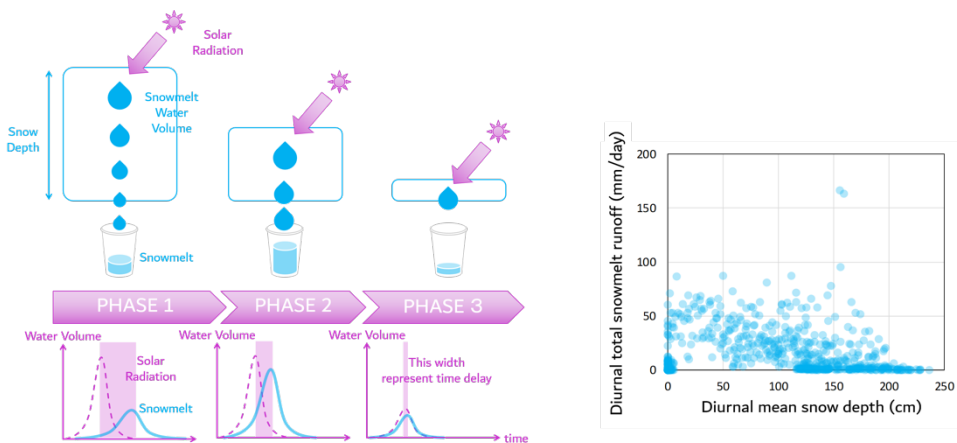 Solar
Radiation
Snowmelt
Water
Volume
Snow
Depth
Snowmelt
PHASE 1
PHASE 2
PHASE 3
Water Volume
Solar
Radiation
Snowmelt
Water Volume
Water Volume
This width
represent time delay
time
Diurnal total snowmelt runoff (mm/day)
200
150
100
50
0
0
50
100
150
200
250
Diurnal mean snow depth (cm)